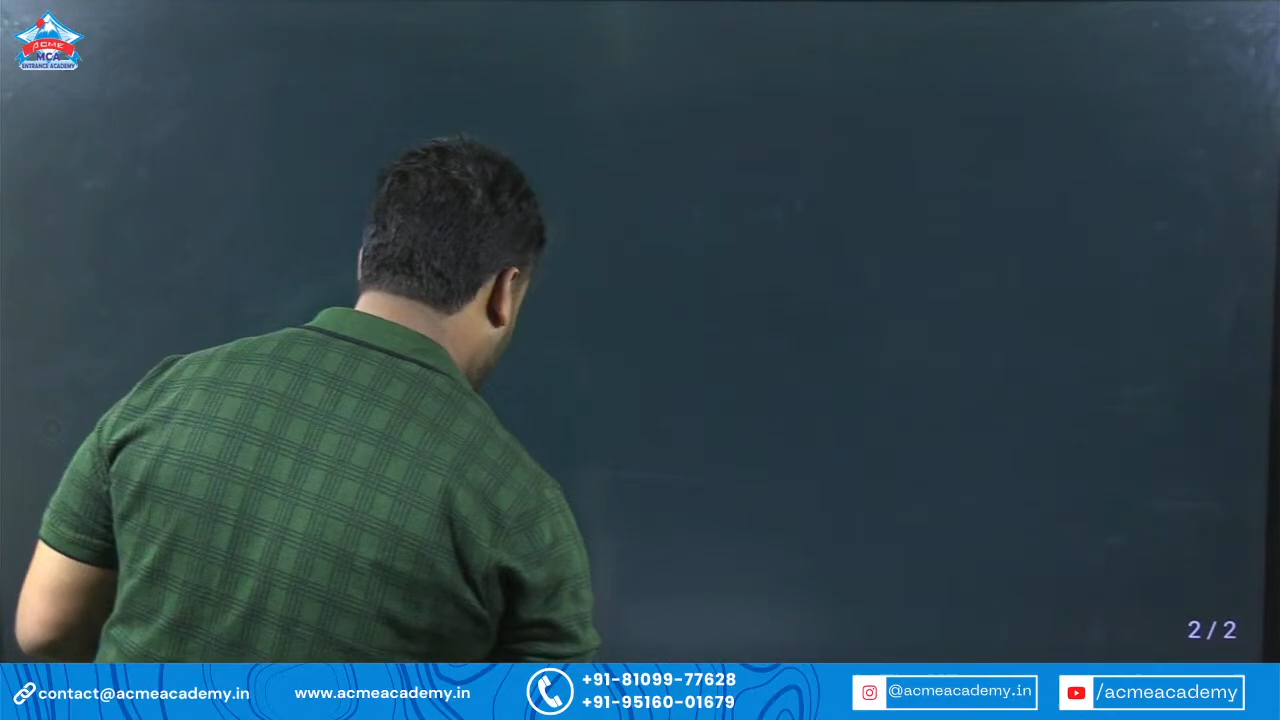 ACME
MCA
ENTRANCE ACADEMY
2 / 2
contact@acmeacademy.in
www.acmeacademy.in
+91-81099-77628
+91-95160-01679
@acmeacademy.in
/acmeacademy